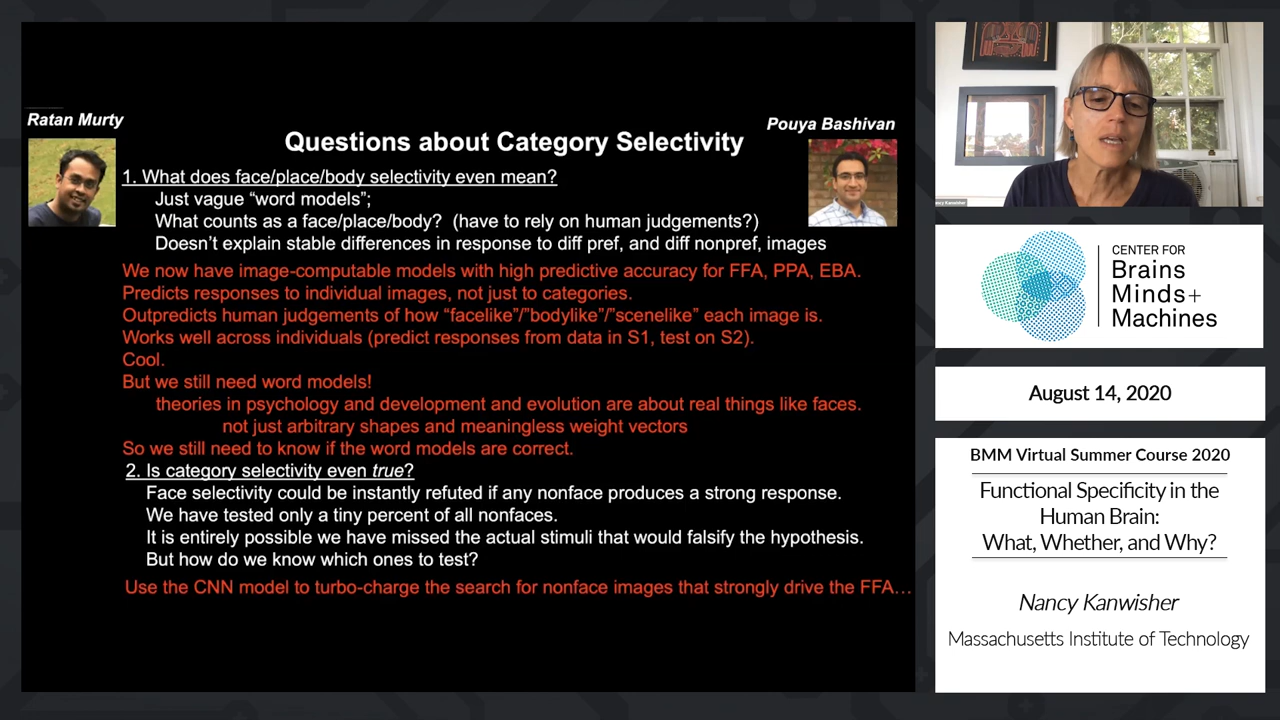 Ratan Murty
Pouya Bashivan
Questions about Category Selectivity
1. What does face/place/body selectivity even mean?
Just vague “word models”;
What counts as a face/place/body? (have to rely on human judgements?)
Doesn’t explain stable differences in response to diff pref, and diff nonpref, images
We now have image-computable models with high predictive accuracy for FFA, PPA, EBA.
Predicts responses to individual images, not just to categories.
Outpredicts human judgements of how “facelike”/”bodylike”/”scenelike” each image is.
Works well across individuals (predict responses from data in S1, test on S2).
Cool.
But we still need word models!
theories in psychology and development and evolution are about real things like faces.
not just arbitrary shapes and meaningless weight vectors
So we still need to know if the word models are correct.
2. Is category selectivity even true?
Face selectivity could be instantly refuted if any nonface produces a strong response.
We have tested only a tiny percent of all nonfaces.
It is entirely possible we have missed the actual stimuli that would falsify the hypothesis.
But how do we know which ones to test?
Use the CNN model to turbo-charge the search for nonface images that strongly drive the FFA…
Nancy Kanwisher
CENTER FOR
Brains
Minds+
Machines
August 14, 2020
BMM Virtual Summer Course 2020
Functional Specificity in the
Human Brain:
What, Whether, and Why?
Nancy Kanwisher
Massachusetts Institute of Technology